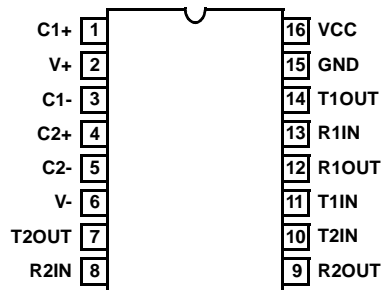 C1+ 1 16 VCC
V+ 2 15 GND
C1- 3 14 T1OUT
C2+ 4 13 R1IN
C2- 5 12 R1OUT
V- 6 11 T1IN
T2OUT 7 10 T2IN
R2IN 8 9 R2OUT